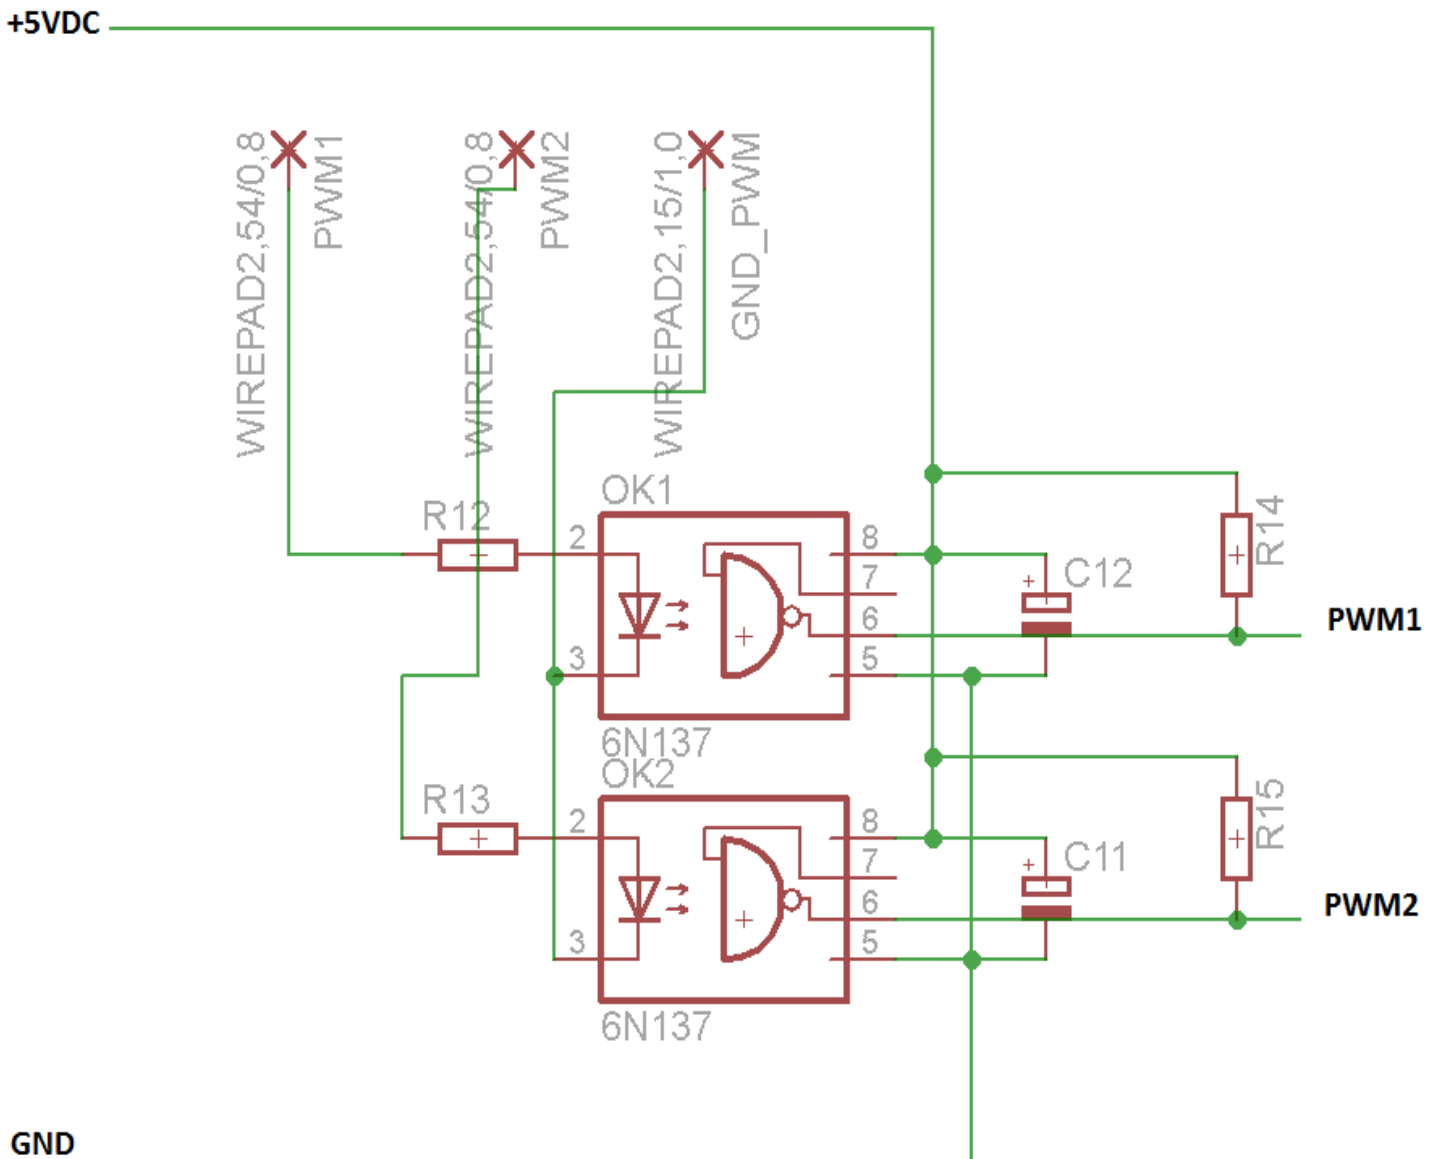 +5VDC
WIREPAD2,54/0,8
PWM1
WIREPAD2,54/0,8
PWM2
WIREPAD2,15/1,0
GND_PWM
OK1
R12
2
3
8
7
6
5
6N137
C12
+
R14
PWM1
OK2
R13
2
3
8
7
6
5
6N137
C11
+
R15
PWM2
GND